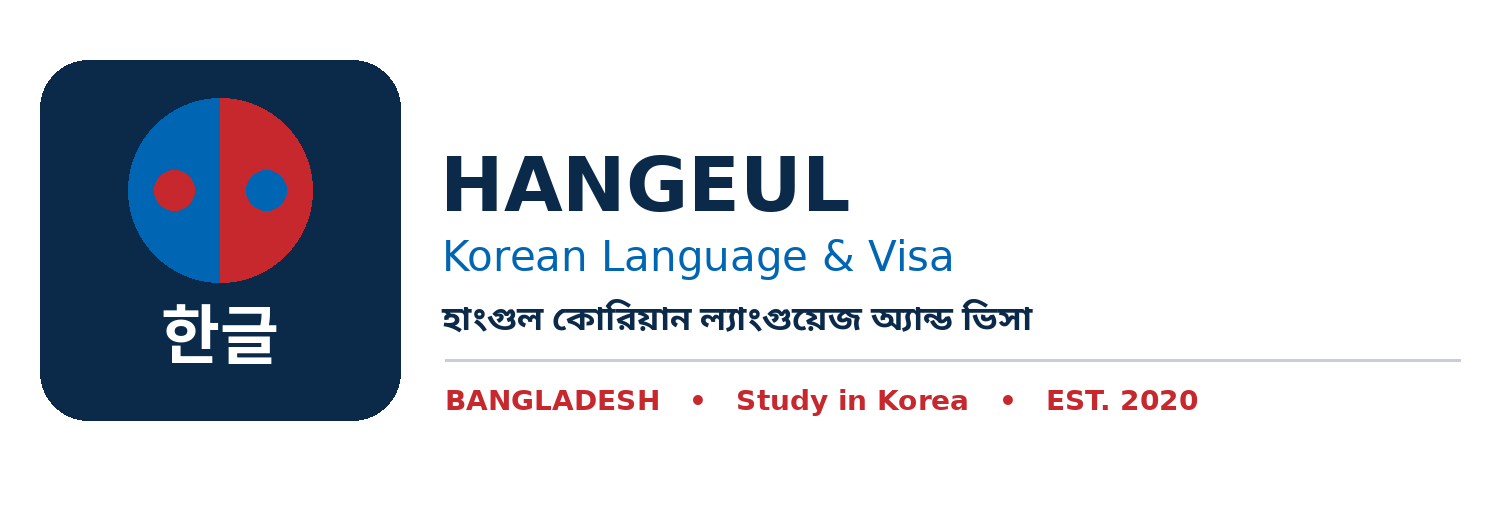 한글
HANGEUL
Korean Language & Visa
হাংগুল কোরিয়ান ল্যাংগুয়েজ অ্যান্ড ভিসা
BANGLADESH • Study in Korea • EST. 2020